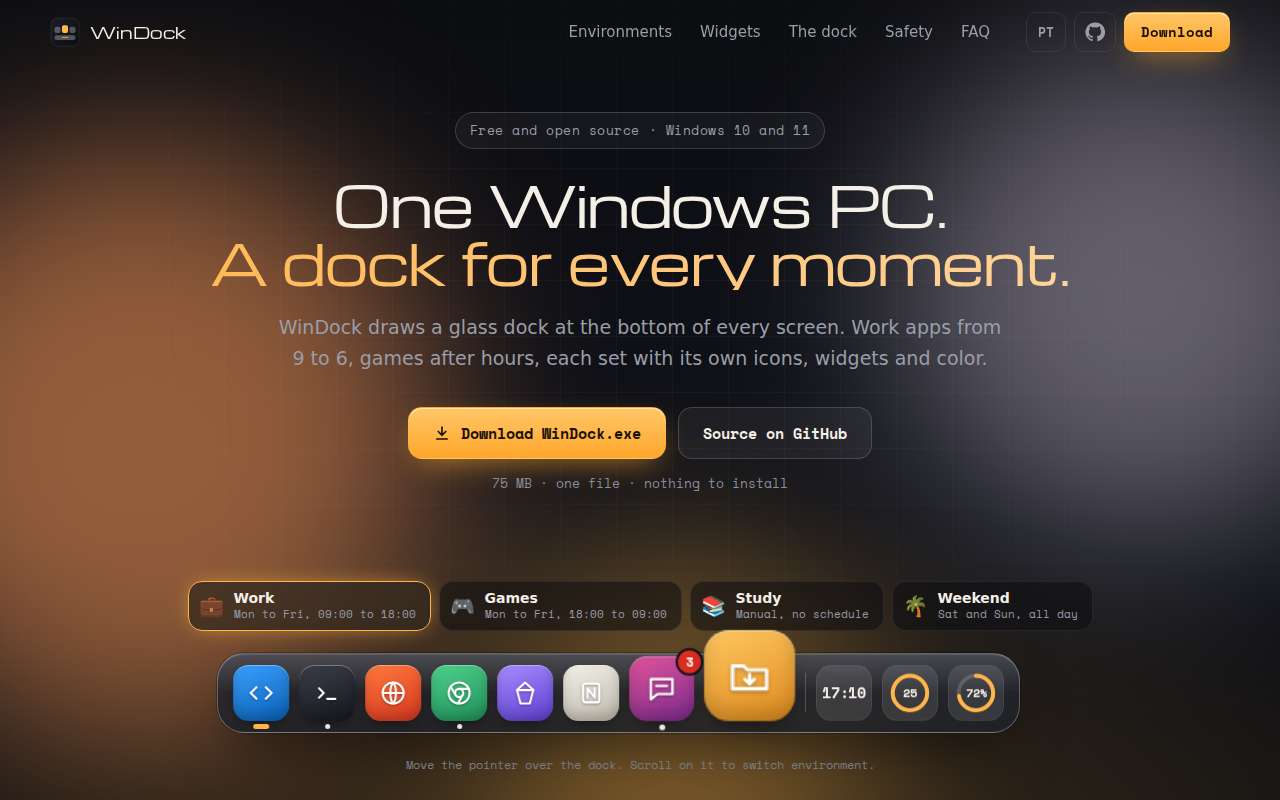 WinDock
Environments
Widgets
The dock
Safety
FAQ
PT
Download
Free and open source · Windows 10 and 11
One Windows PC.
A dock for every moment.
WinDock draws a glass dock at the bottom of every screen. Work apps from
9 to 6, games after hours, each set with its own icons, widgets and color.
Download WinDock.exe
Source on GitHub
75 MB · one file · nothing to install
Work
Mon to Fri, 09:00 to 18:00
Games
Mon to Fri, 18:00 to 09:00
Study
Manual, no schedule
Weekend
Sat and Sun, all day
N
3
17:10
25
72%
Move the pointer over the dock. Scroll on it to switch environment.